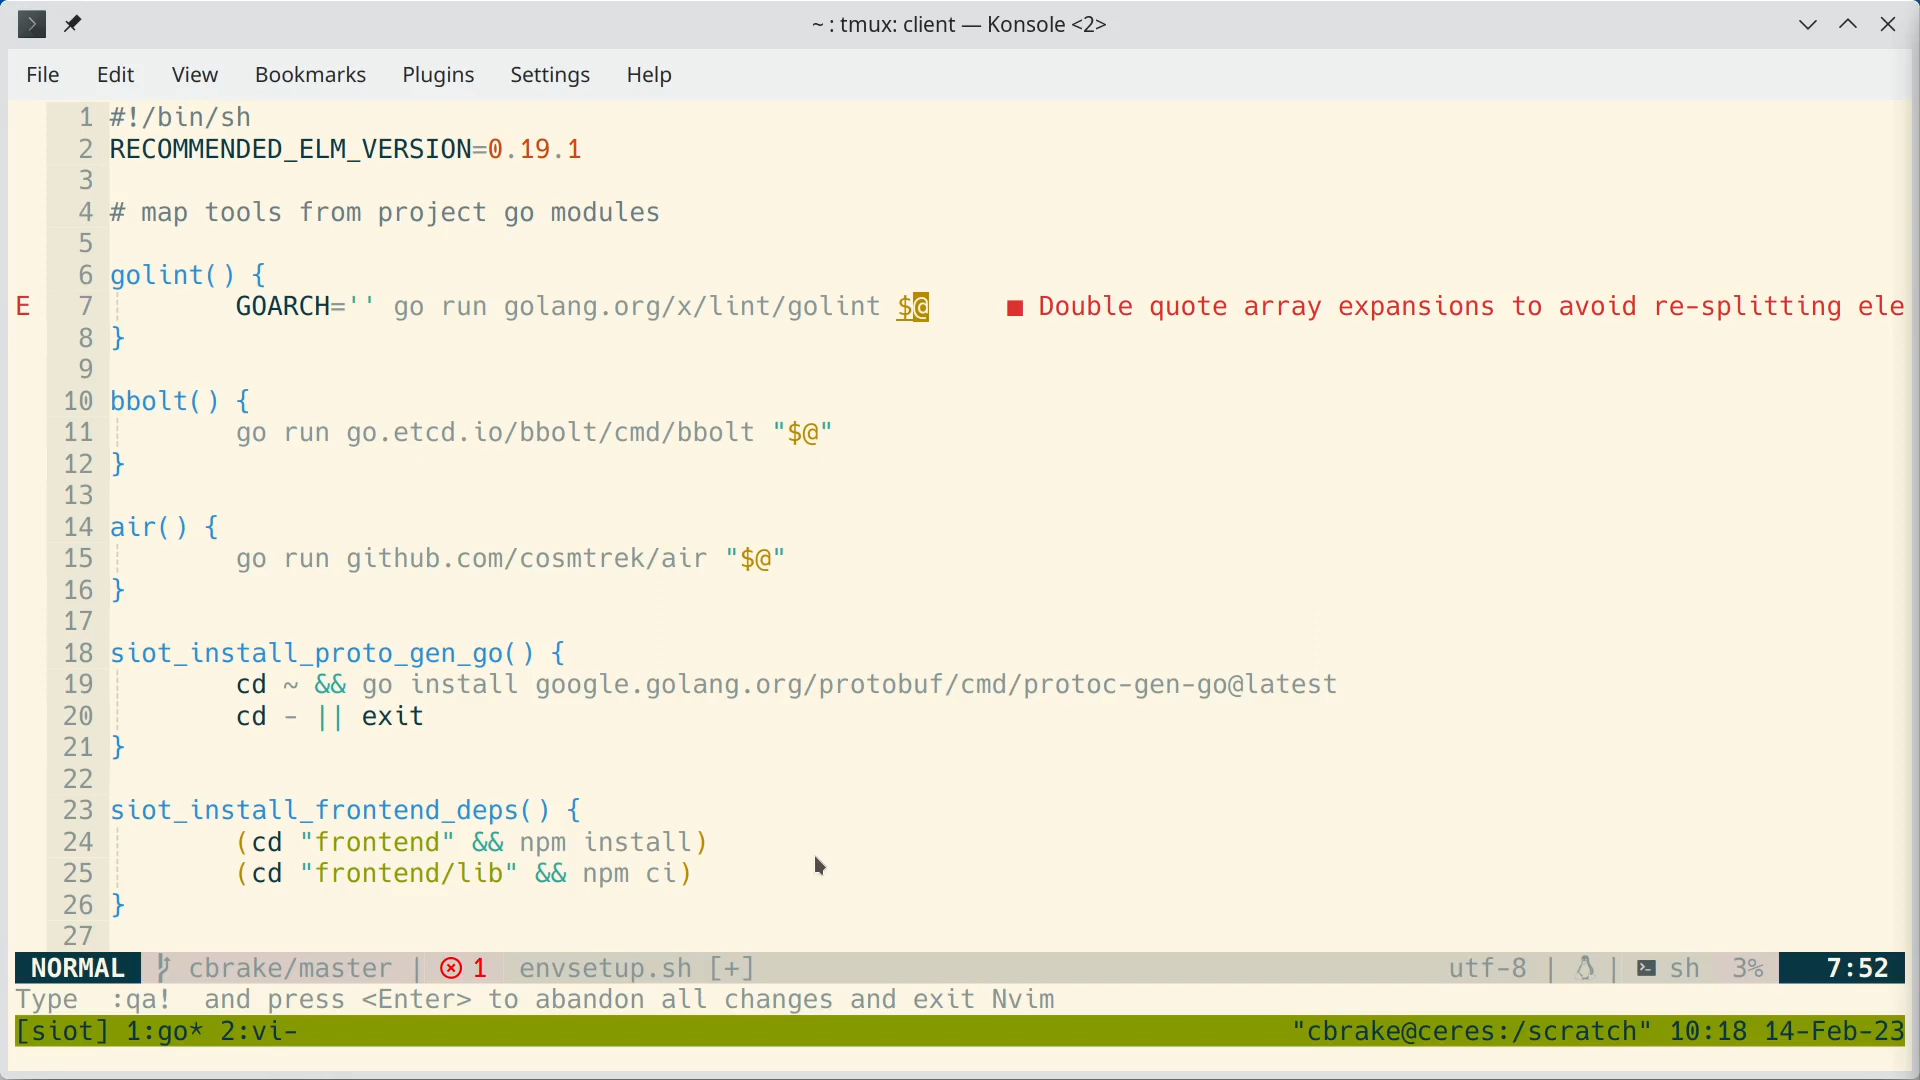 ~ : tmux: client — Konsole <2>
File Edit View Bookmarks Plugins Settings Help
1 #!/bin/sh
2 RECOMMENDED_ELM_VERSION=0.19.1
3
4 # map tools from project go modules
5
6 golint() {
E 7 GOARCH='' go run golang.org/x/lint/golint $@ ■ Double quote array expansions to avoid re-splitting ele
8 }
9
10 bbolt() {
11 go run go.etcd.io/bbolt/cmd/bbolt "$@"
12 }
13
14 air() {
15 go run github.com/cosmtrek/air "$@"
16 }
17
18 siot_install_proto_gen_go() {
19 cd ~ && go install google.golang.org/protobuf/cmd/protoc-gen-go@latest
20 cd - || exit
21 }
22
23 siot_install_frontend_deps() {
24 (cd "frontend" && npm install)
25 (cd "frontend/lib" && npm ci)
26 }
27
NORMAL cbrake/master | 1 envsetup.sh [+] utf-8 | | sh 3% 7:52
Type :qa! and press <Enter> to abandon all changes and exit Nvim
[siot] 1:go* 2:vi- "cbrake@ceres:/scratch" 10:18 14-Feb-23